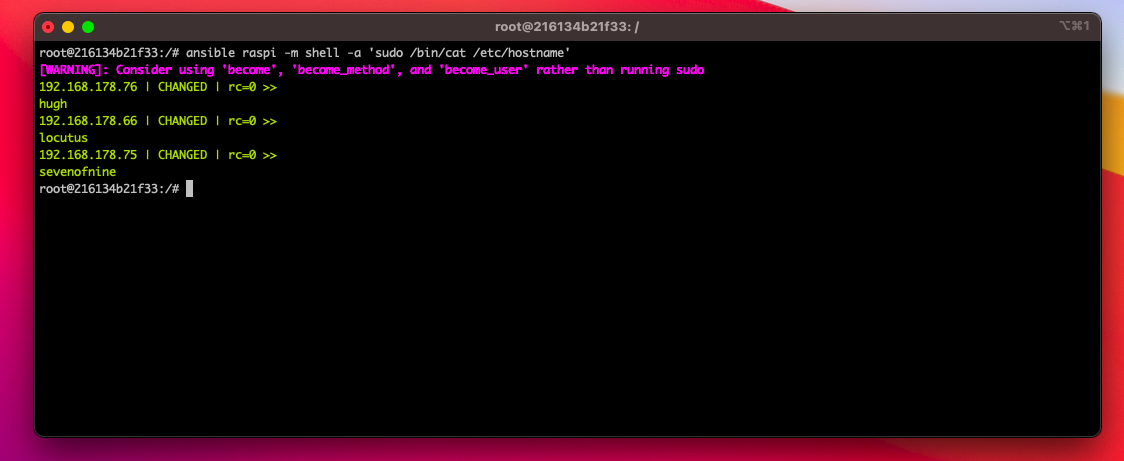 root@216134b21f33: /
⌥⌘1
root@216134b21f33:/# ansible raspi -m shell -a 'sudo /bin/cat /etc/hostname'
[WARNING]: Consider using 'become', 'become_method', and 'become_user' rather than running sudo
192.168.178.76 | CHANGED | rc=0 >>
hugh
192.168.178.66 | CHANGED | rc=0 >>
locutus
192.168.178.75 | CHANGED | rc=0 >>
sevenofnine
root@216134b21f33:/#